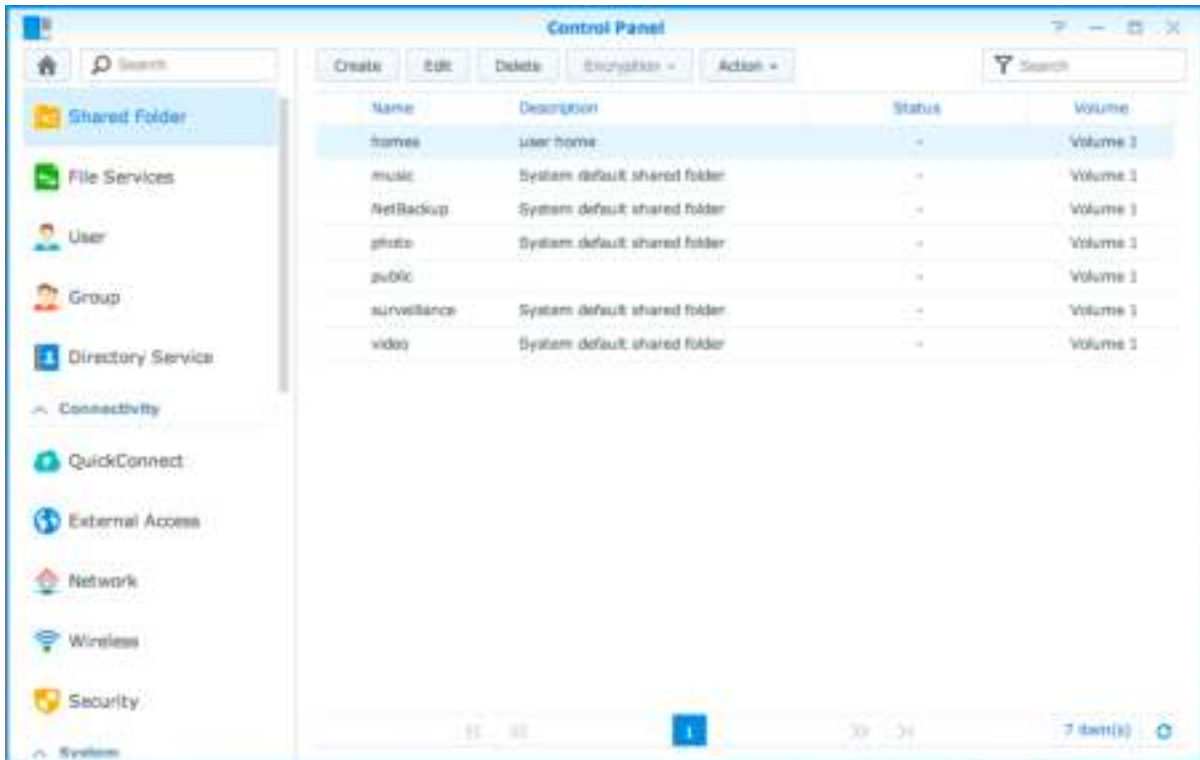 Control Panel
Search
Create Edit Delete Encryption Action Search
Shared Folder
File Services
User
Group
Directory Service
Connectivity
QuickConnect
External Access
Network
Wireless
Security
System
Name Description Status Volume
homes user home - Volume 1
music System default shared folder - Volume 1
NetBackup System default shared folder - Volume 1
photo System default shared folder - Volume 1
public - Volume 1
surveillance System default shared folder - Volume 1
video System default shared folder - Volume 1
1
7 item(s)